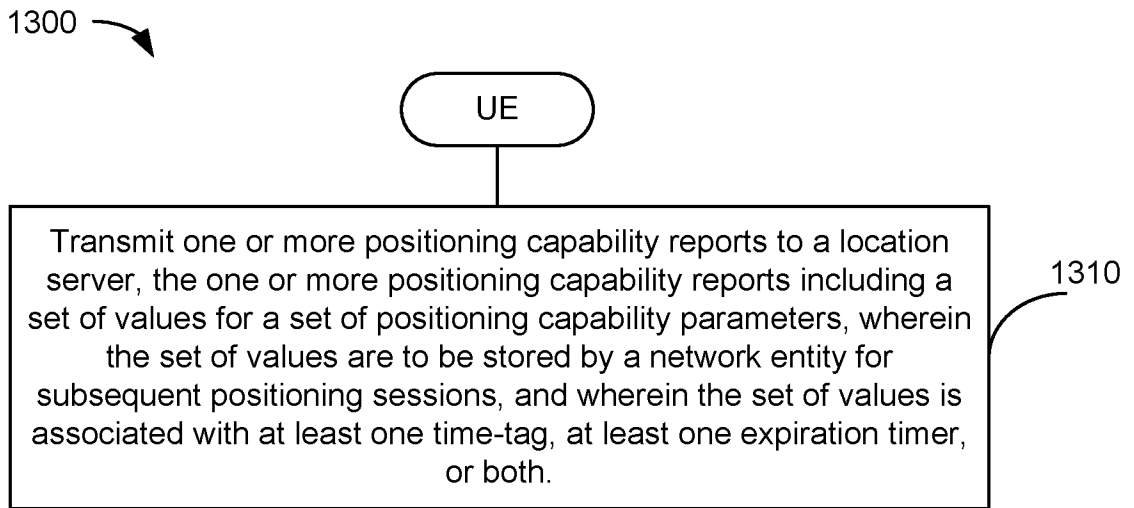 1300
UE
Transmit one or more positioning capability reports to a location
server, the one or more positioning capability reports including a
set of values for a set of positioning capability parameters, wherein
the set of values are to be stored by a network entity for
subsequent positioning sessions, and wherein the set of values is
associated with at least one time-tag, at least one expiration timer,
or both.
1310